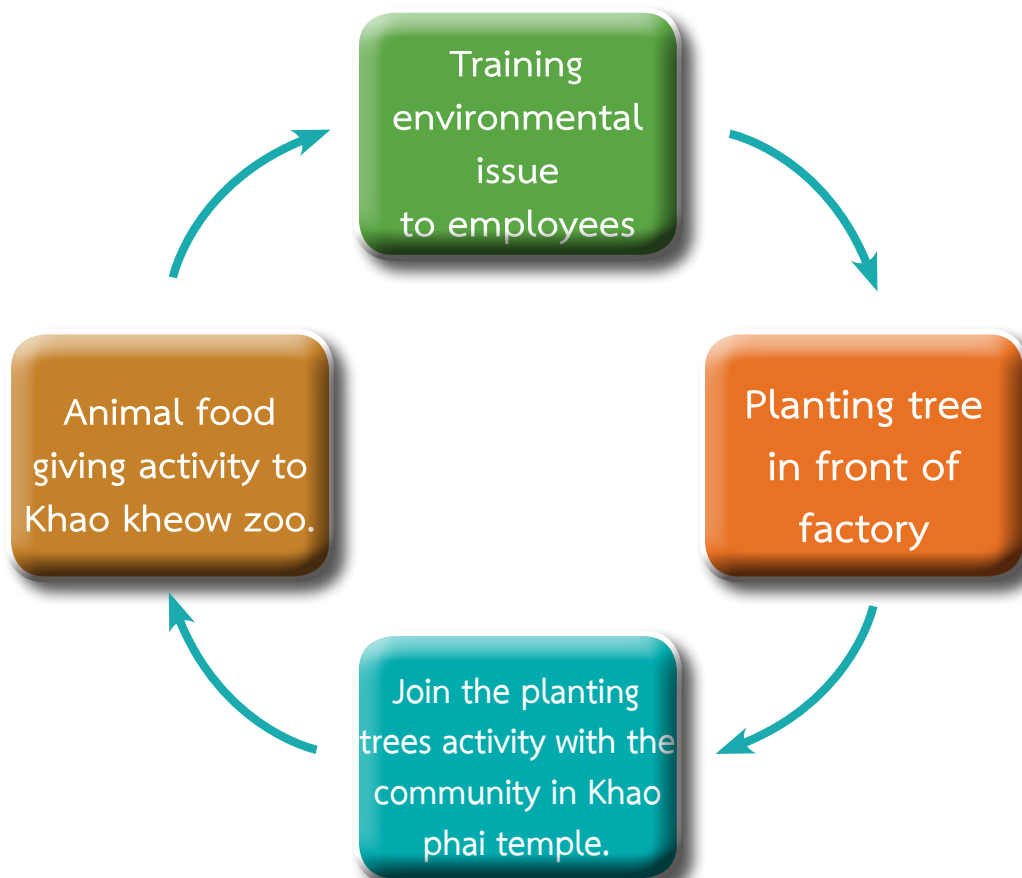 Training
environmental
issue
to employees
Planting tree
in front of
factory
Join the planting
trees activity with the
community in Khao
phai temple.
Animal food
giving activity to
Khao kheow zoo.